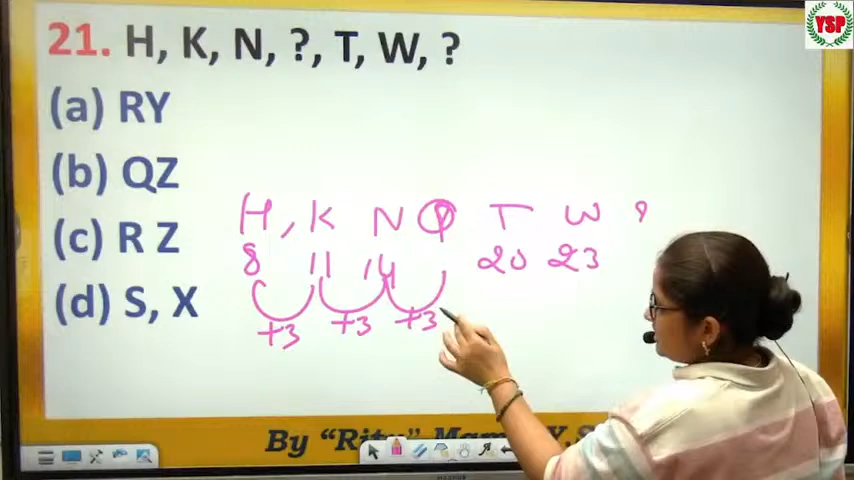 YSP
21. H, K, N, ?, T, W, ?
(a) RY
(b) QZ
(c) R Z
(d) S, X
H, K N T W ?
8 11 14 20 23
+3 +3 +3
By "Ritu"